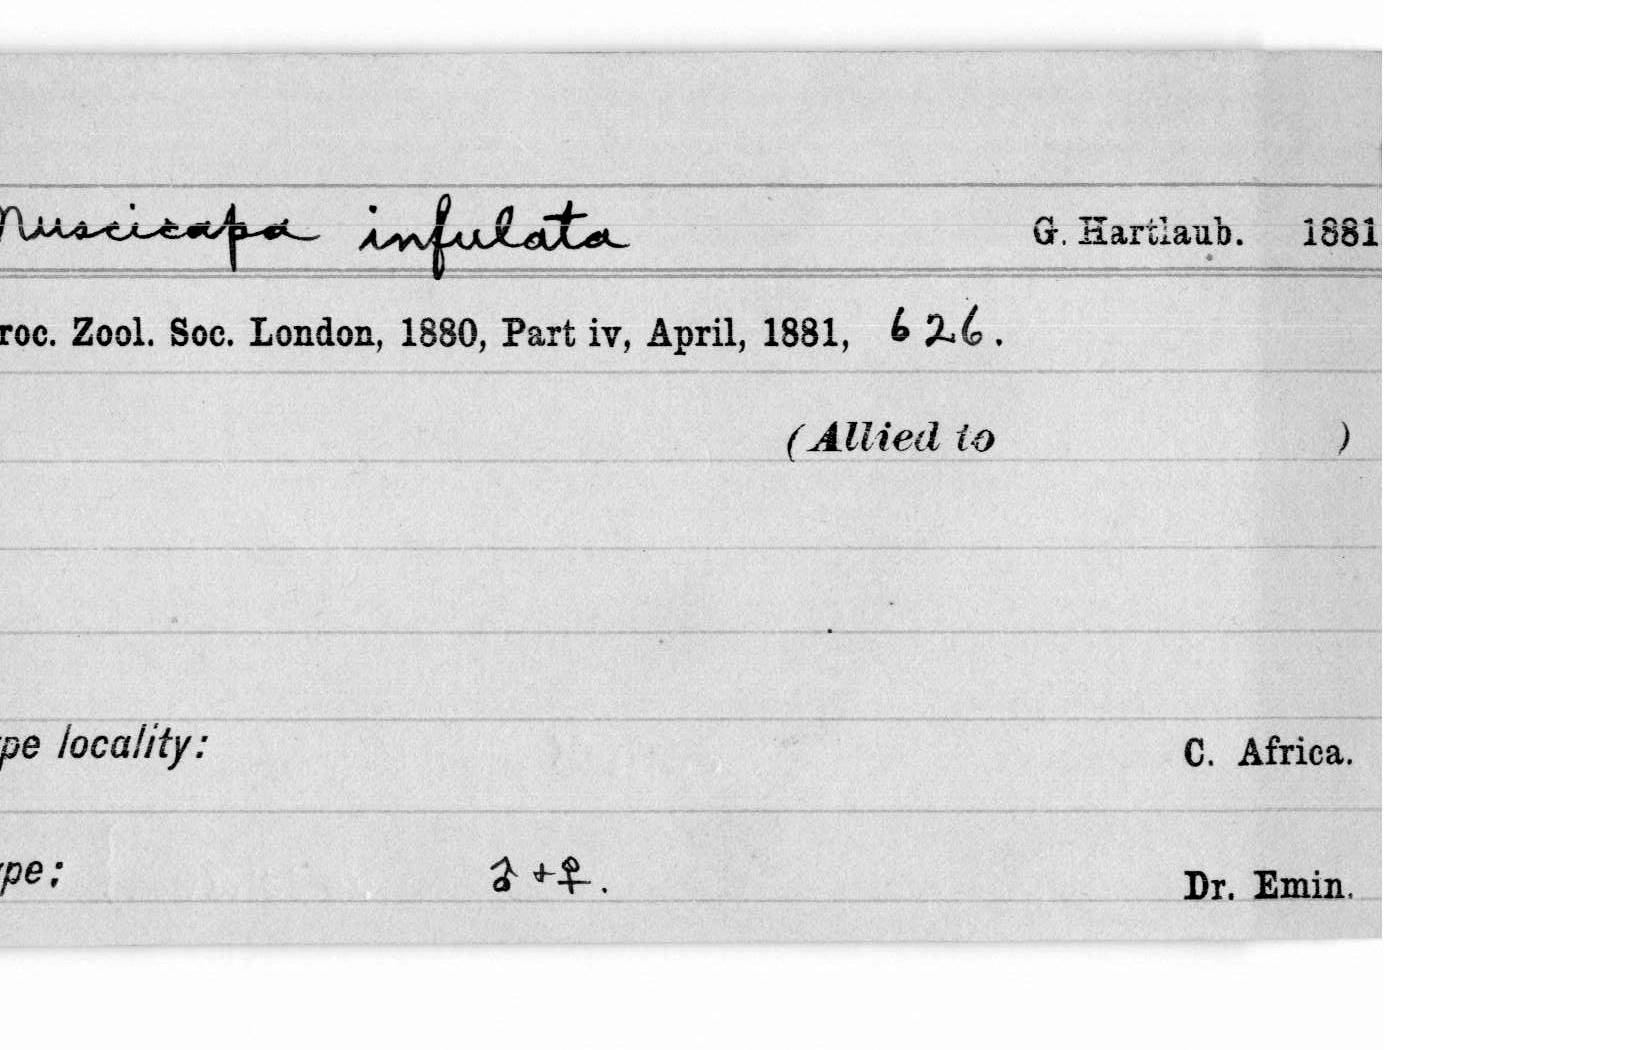 Muscicapa infulata G. Hartlaub. 1881
roc. Zool. Soc. London, 1880, Part iv, April, 1881, 626.
(Allied to )
pe locality: C. Africa.
ype: ♂ + ♀. Dr. Emin.